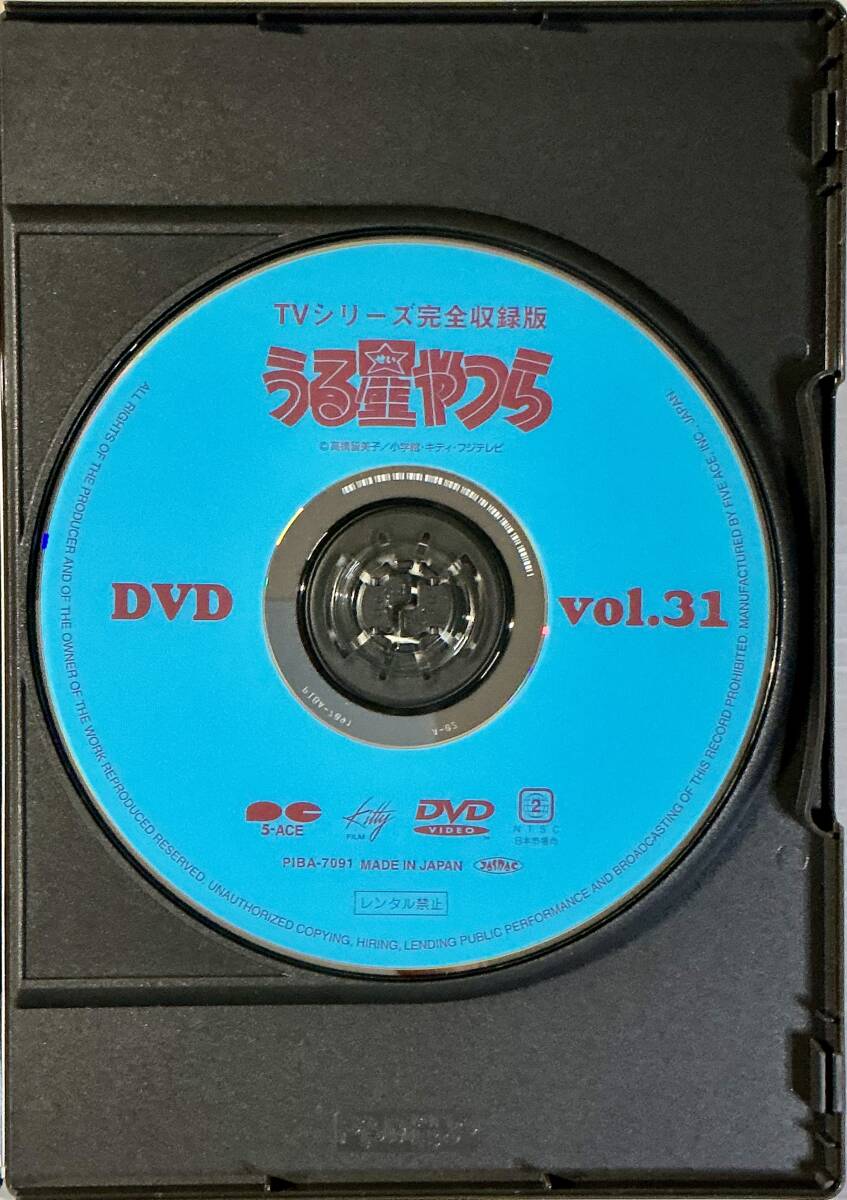 TVシリーズ完全収録版
せい
うる星やつら
©高橋留美子／小学館・キティ・フジテレビ
DVD
vol.31
5-ACE
Kitty
FILM
DVD
VIDEO
2
NTSC
日本市場向
PIBA-7091 MADE IN JAPAN
JASRAC
レンタル禁止
ALL RIGHTS OF THE PRODUCER AND OF THE OWNER OF THE WORK REPRODUCED RESERVED. UNAUTHORIZED COPYING, HIRING, LENDING PUBLIC PERFORMANCE AND BROADCASTING OF THIS RECORD PROHIBITED. MANUFACTURED BY FIVE ACE, INC., JAPAN